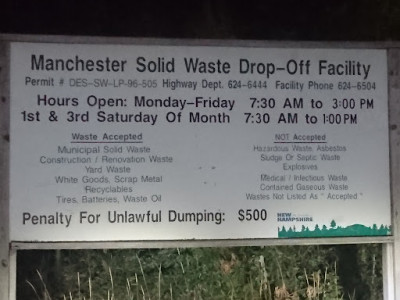 Manchester Solid Waste Drop-Off Facility
Permit # DES-SW-LP-96-505 Highway Dept. 624-6444 Facility Phone 624-6504
Hours Open: Monday-Friday 7:30 AM to 3:00 PM
1st & 3rd Saturday Of Month 7:30 AM to 1:00 PM
Waste Accepted
Municipal Solid Waste
Construction / Renovation Waste
Yard Waste
White Goods, Scrap Metal
Recyclables
Tires, Batteries, Waste Oil
NOT Accepted
Hazardous Waste, Asbestos
Sludge Or Septic Waste
Explosives
Medical / Infectious Waste
Contained Gaseous Waste
Wastes Not Listed As " Accepted "
Penalty For Unlawful Dumping: $500
NEW
HAMPSHIRE